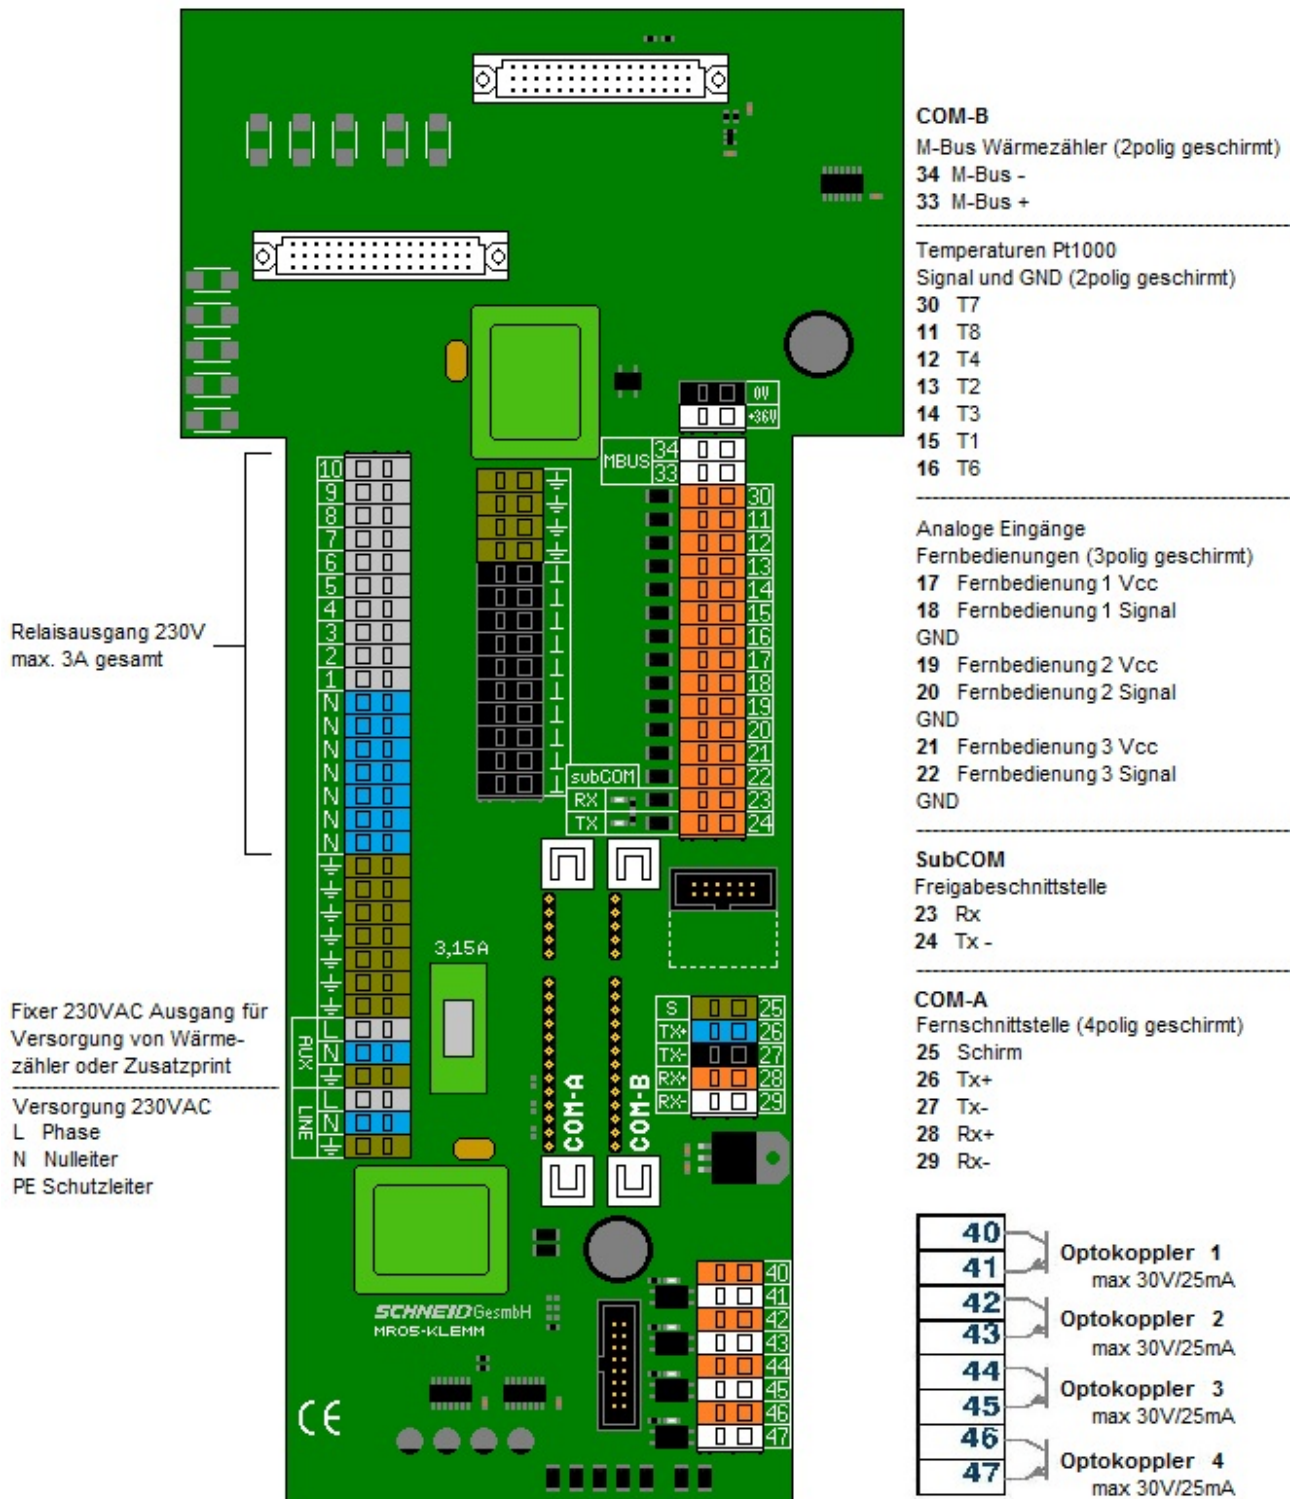 COM-B
M-Bus Wärmezähler (2polig geschirmt)
34 M-Bus -
33 M-Bus +
Temperaturen Pt1000
Signal und GND (2polig geschirmt)
30 T7
11 T8
12 T4
13 T2
14 T3
15 T1
16 T6
Analoge Eingänge
Fernbedienungen (3polig geschirmt)
17 Fernbedienung 1 Vcc
18 Fernbedienung 1 Signal
GND
19 Fernbedienung 2 Vcc
20 Fernbedienung 2 Signal
GND
21 Fernbedienung 3 Vcc
22 Fernbedienung 3 Signal
GND
SubCOM
Freigabeschnittstelle
23 Rx
24 Tx -
COM-A
Fernschnittstelle (4polig geschirmt)
25 Schirm
26 Tx+
27 Tx-
28 Rx+
29 Rx-
40
41
Optokoppler 1
max 30V/25mA
42
43
Optokoppler 2
max 30V/25mA
44
45
Optokoppler 3
max 30V/25mA
46
47
Optokoppler 4
max 30V/25mA
Relaisausgang 230V
max. 3A gesamt
Fixer 230VAC Ausgang für
Versorgung von Wärme-
zähler oder Zusatzprint
Versorgung 230VAC
L Phase
N Nulleiter
PE Schutzleiter
10
9
8
7
6
5
4
3
2
1
N
N
N
N
N
N
N
AUX
L
N
LINE
L
N
0V
+36V
MBUS
34
33
30
11
12
13
14
15
16
17
18
19
20
21
22
23
24
subCOM
RX
TX
3,15A
COM-A
COM-B
S 25
TX+ 26
TX- 27
RX+ 28
RX- 29
SCHNEID GesmbH
MR05-KLEMM
CE
40
41
42
43
44
45
46
47